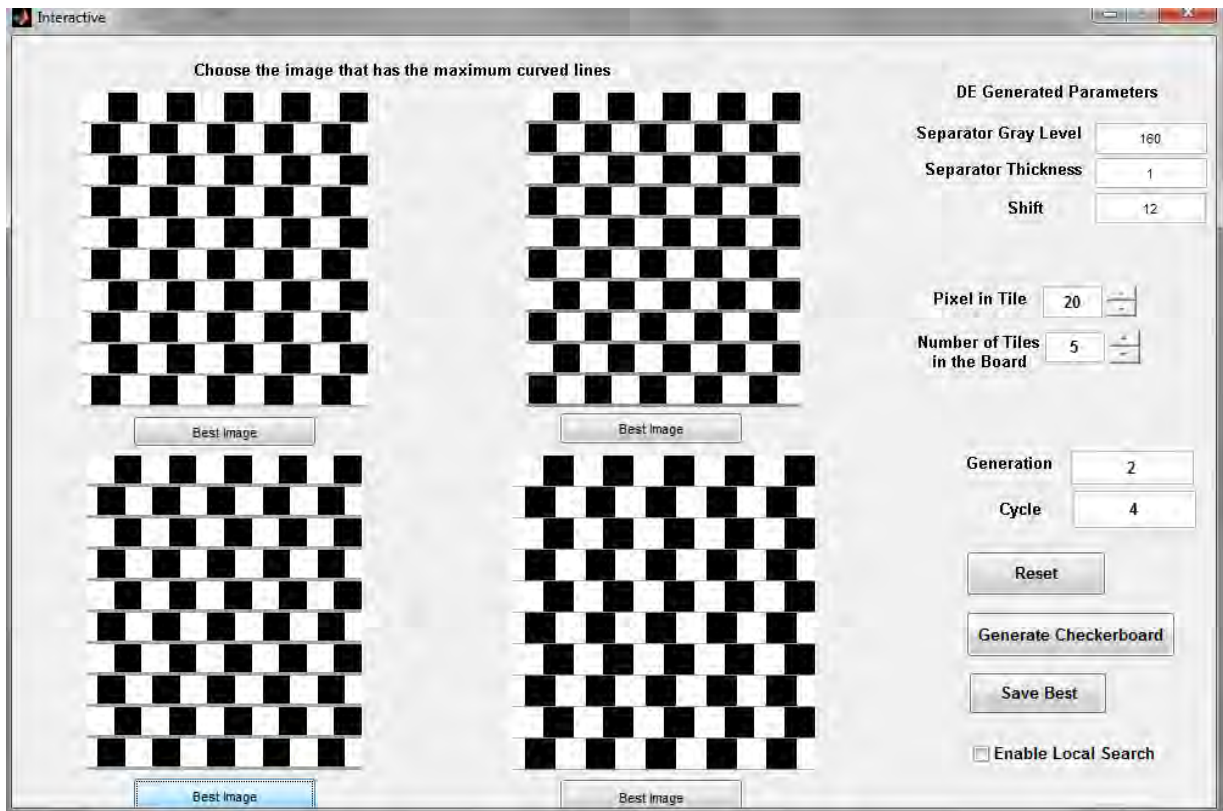 Interactive
Choose the image that has the maximum curved lines
DE Generated Parameters
Separator Gray Level 160
Separator Thickness 1
Shift 12
Pixel in Tile 20
Number of Tiles 5
in the Board
Best Image
Best Image
Generation 2
Cycle 4
Reset
Generate Checkerboard
Save Best
Enable Local Search
Best Image
Best Image